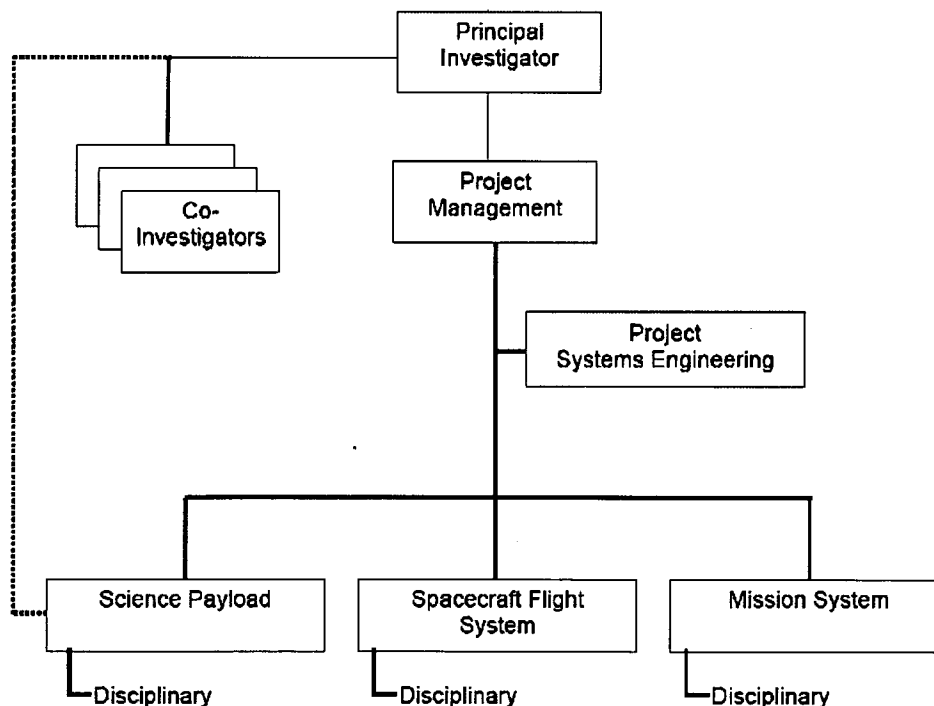 Principal
Investigator
Co-
Investigators
Project
Management
Project
Systems Engineering
Science Payload
Spacecraft Flight
System
Mission System
Disciplinary
Disciplinary
Disciplinary